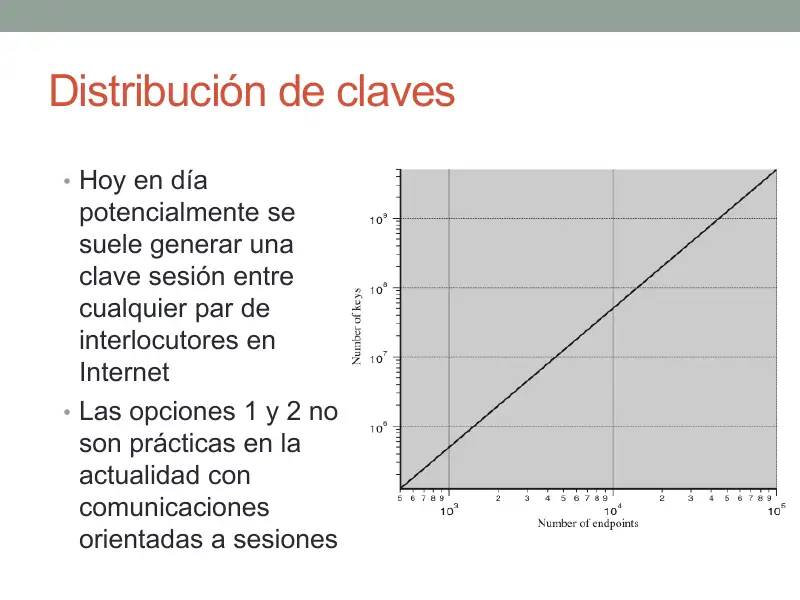 Distribución de claves
• Hoy en día
potencialmente se
suele generar una
clave sesión entre
cualquier par de
interlocutores en
Internet
• Las opciones 1 y 2 no
son prácticas en la
actualidad con
comunicaciones
orientadas a sesiones
Number of keys
10⁹
10⁸
10⁷
10⁶
5 6 7 8 9 2 3 4 5 6 7 8 9 2 3 4 5 6 7 8 9
10³ 10⁴ 10⁵
Number of endpoints